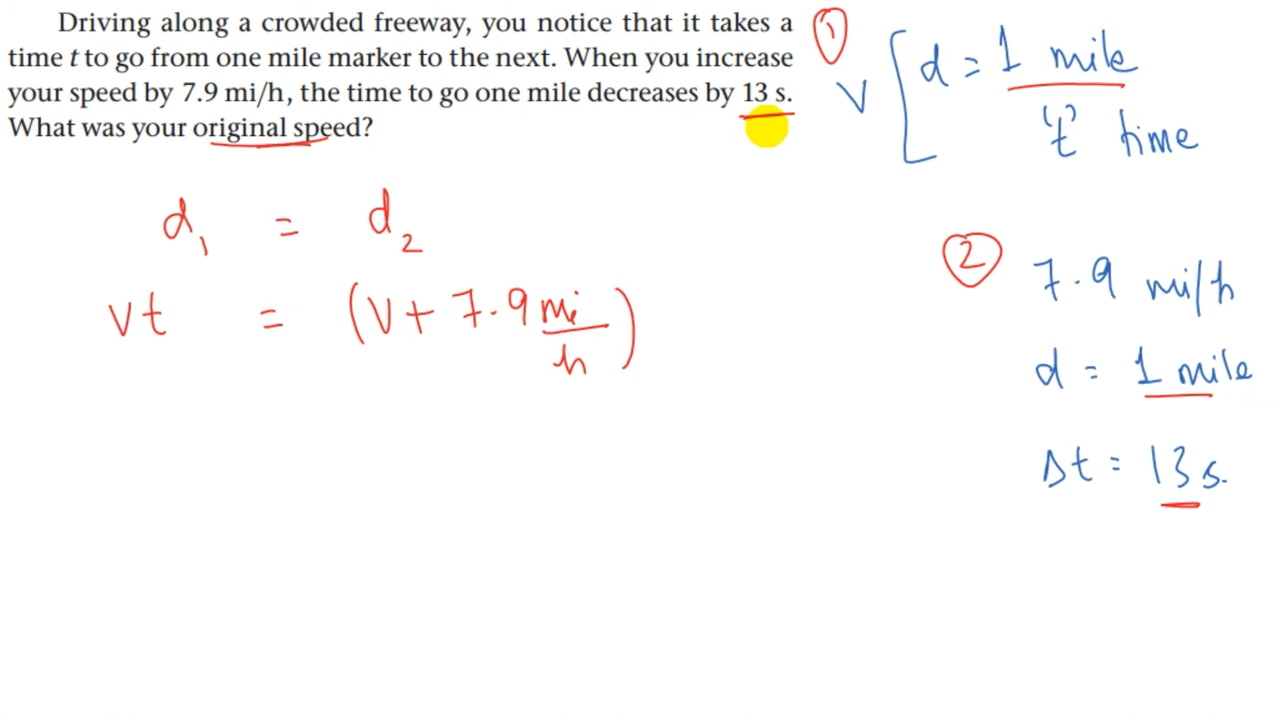 Driving along a crowded freeway, you notice that it takes a
time t to go from one mile marker to the next. When you increase
your speed by 7.9 mi/h, the time to go one mile decreases by 13 s.
What was your original speed?
1
V [ d = 1 mile
"t" time
d1 = d2
vt = (V + 7.9 mi/h)
2
7.9 mi/h
d = 1 mile
Δt = 13 s.